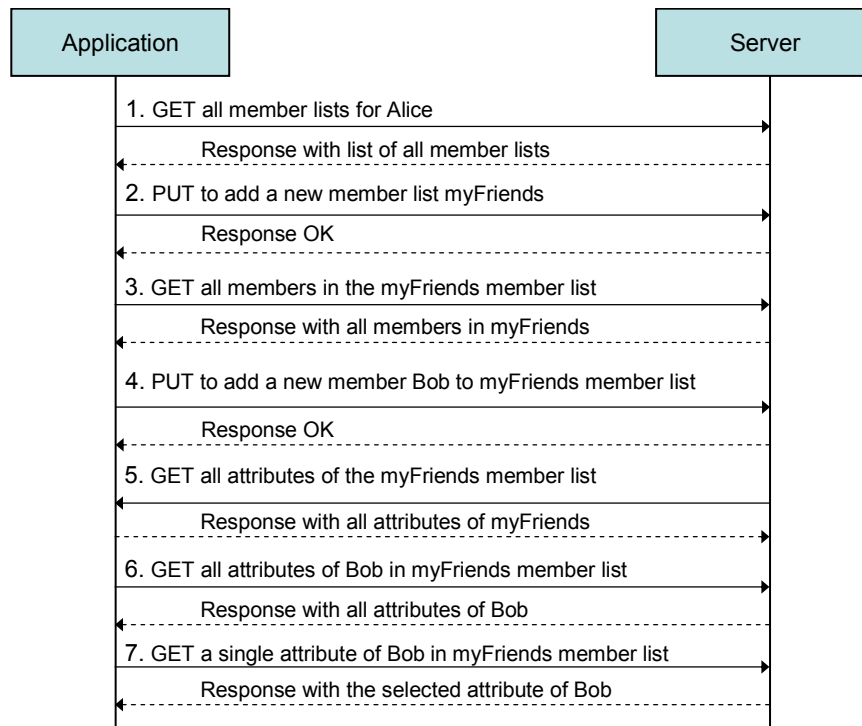 Application
Server
1. GET all member lists for Alice
Response with list of all member lists
2. PUT to add a new member list myFriends
Response OK
3. GET all members in the myFriends member list
Response with all members in myFriends
4. PUT to add a new member Bob to myFriends member list
Response OK
5. GET all attributes of the myFriends member list
Response with all attributes of myFriends
6. GET all attributes of Bob in myFriends member list
Response with all attributes of Bob
7. GET a single attribute of Bob in myFriends member list
Response with the selected attribute of Bob